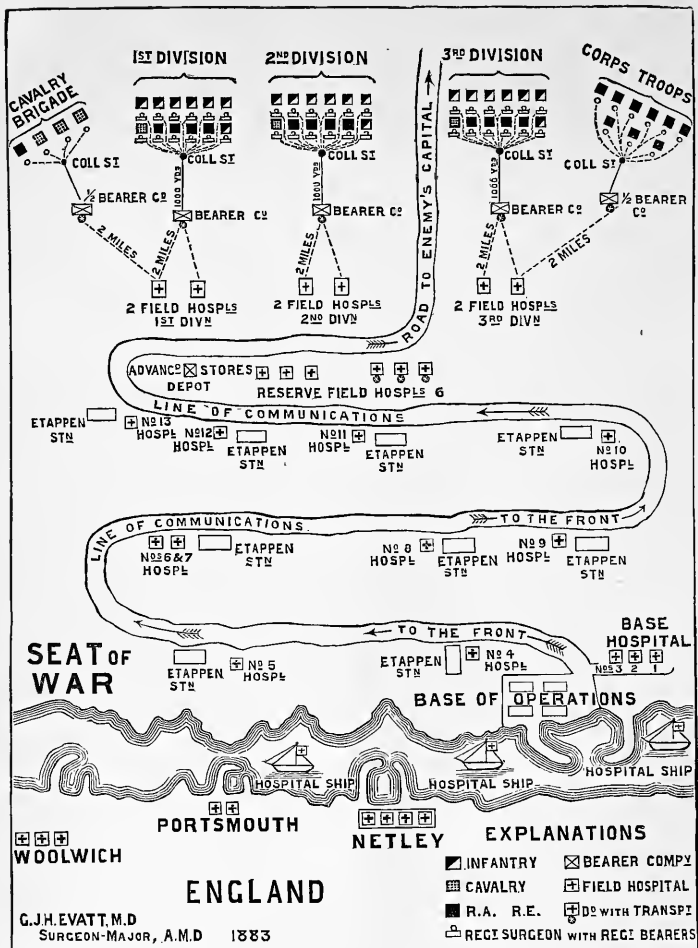 1ST DIVISION
2ND DIVISION
3RD DIVISION
CORPS TROOPS
CAVALRY
BRIGADE
COLL ST
COLL ST
COLL ST
COLL ST
COLL ST
1000 YDS
1000 YDS
1000 YDS
½ BEARER CO
BEARER CO
BEARER CO
BEARER CO
½ BEARER
CO
2 MILES
2 MILES
2 MILES
2 MILES
2 MILES
2 FIELD HOSPLS
1ST DIVN
2 FIELD HOSPLS
2ND DIVN
2 FIELD HOSPLS
3RD DIVN
ROAD TO ENEMY'S CAPITAL
ADVANCD STORES
DEPOT
RESERVE FIELD HOSPLS 6
LINE OF COMMUNICATIONS
ETAPPEN
STN
No 13
HOSPL
No 12
HOSPL
ETAPPEN
STN
No 11
HOSPL
ETAPPEN
STN
ETAPPEN
STN
No 10
HOSPL
LINE OF COMMUNICATIONS.
TO THE FRONT
Nos 6&7
HOSPL
ETAPPEN
STN
No 8
HOSPL
ETAPPEN
STN
No 9
HOSPL
ETAPPEN
STN
TO THE FRONT
SEAT OF
WAR
ETAPPEN
STN
No 5
HOSPL
ETAPPEN
STN
No 4
HOSPL
BASE
HOSPITAL
Nos 3 2 1
BASE OF OPERATIONS
HOSPITAL SHIP
HOSPITAL SHIP
HOSPITAL SHIP
WOOLWICH
PORTSMOUTH
NETLEY
ENGLAND
EXPLANATIONS
INFANTRY
BEARER COMPY
CAVALRY
FIELD HOSPITAL
R.A. R.E.
DO WITH TRANSPT
REGT SURGEON WITH REGT BEARERS
G.J.H. EVATT, M.D
SURGEON-MAJOR, A.M.D 1883